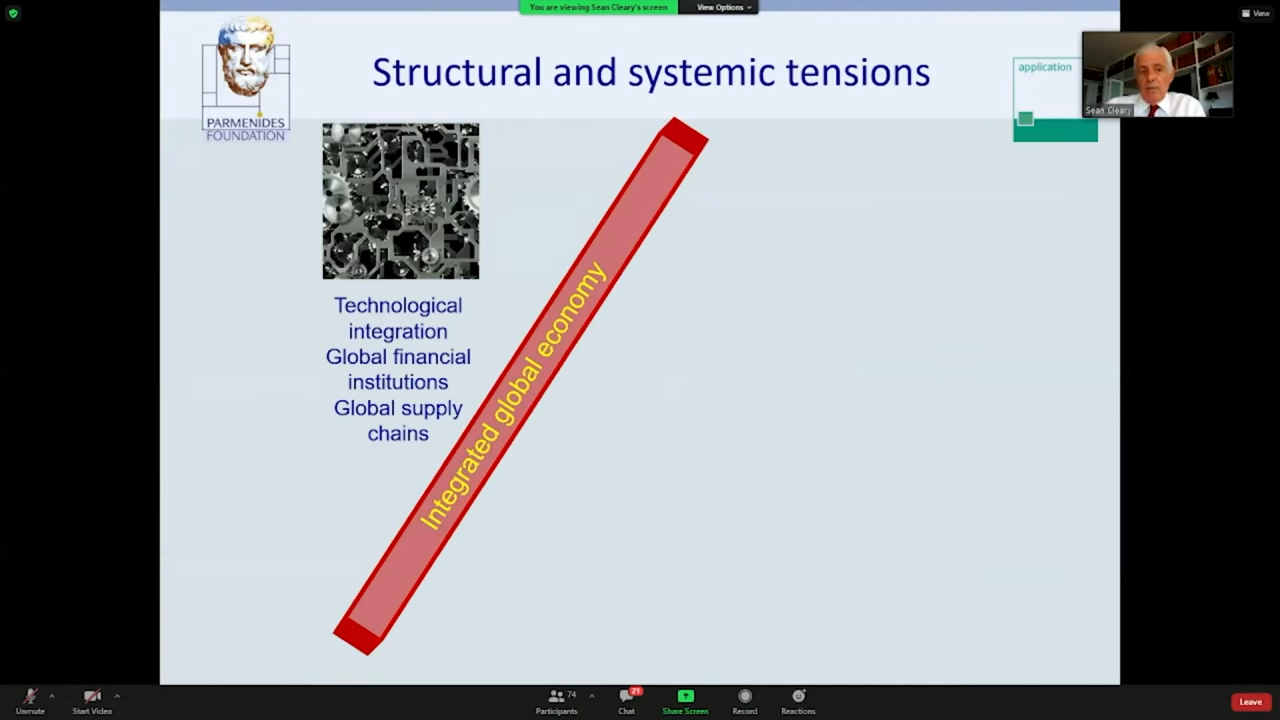 You are viewing Sean Cleary's screen
View Options
View
Structural and systemic tensions
PARMENIDES
FOUNDATION
application
Sean Cleary
Technological
integration
Global financial
institutions
Global supply
chains
Integrated global economy
Unmute
Start Video
74
Participants
21
Chat
Share Screen
Record
Reactions
Leave